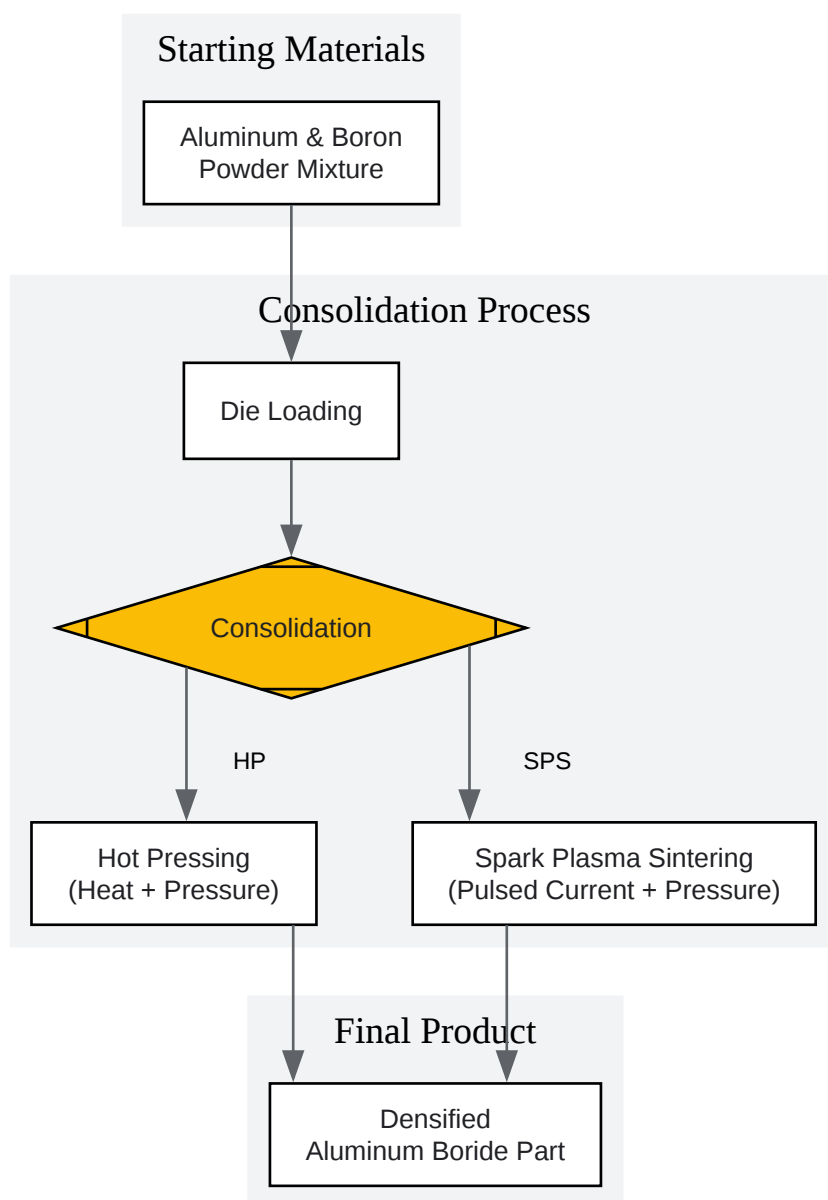 Starting Materials
Aluminum & Boron
Powder Mixture
Consolidation Process
Die Loading
Consolidation
HP
SPS
Hot Pressing
(Heat + Pressure)
Spark Plasma Sintering
(Pulsed Current + Pressure)
Final Product
Densified
Aluminum Boride Part